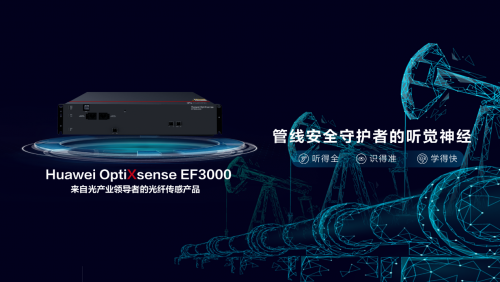 Huawei OptiXsense EF3000
来自光产业领导者的光纤传感产品
管线安全守护者的听觉神经
听得全 识得准 学得快